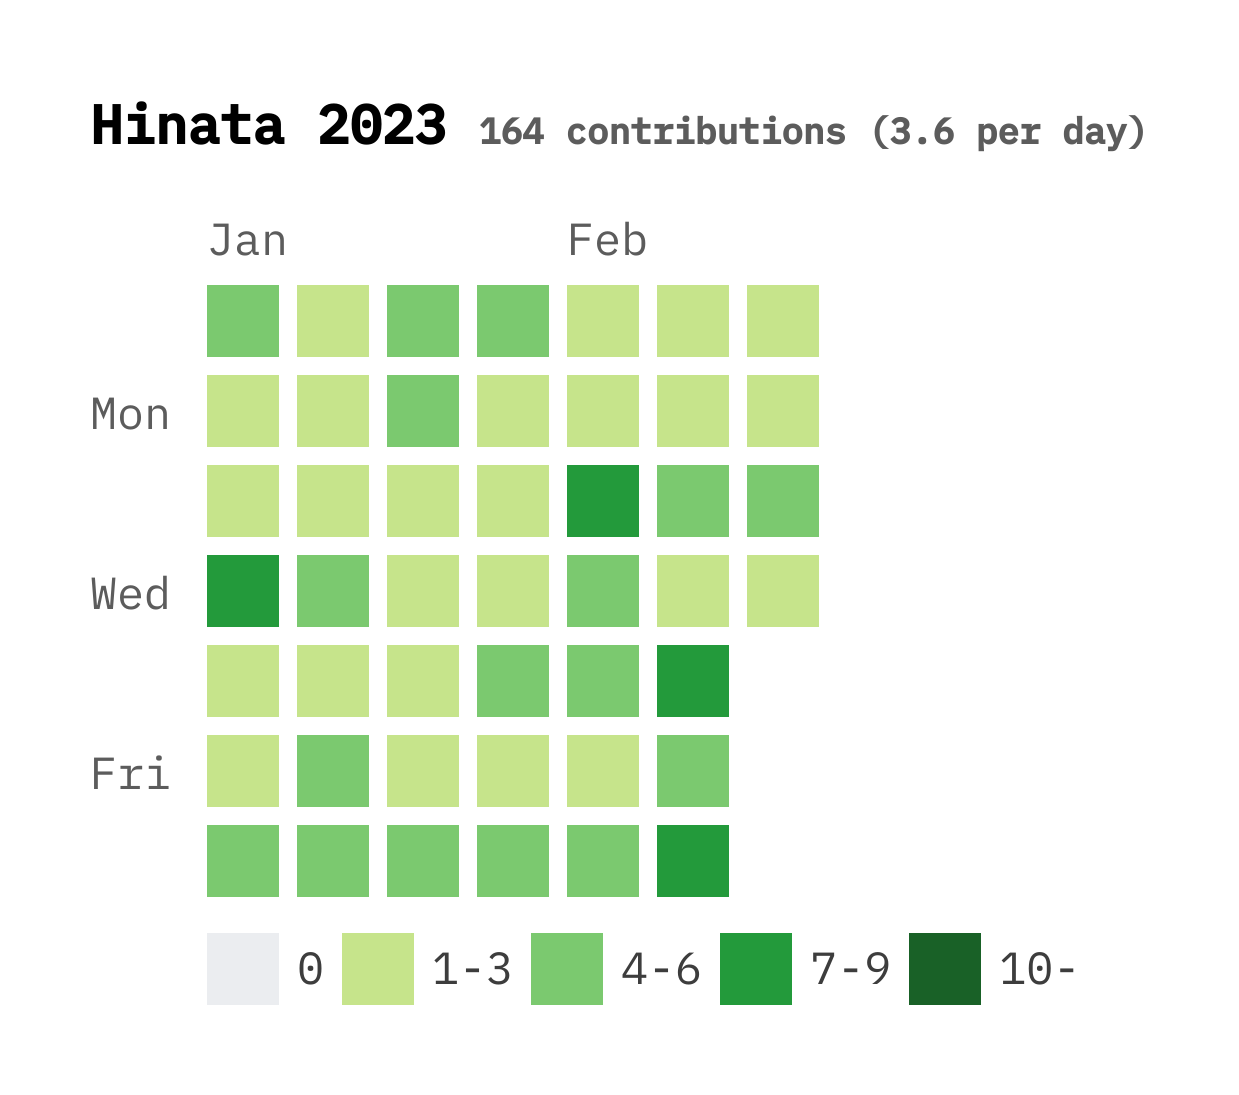 Hinata 2023 164 contributions (3.6 per day)
Jan Feb
Mon
Wed
Fri
0 1-3 4-6 7-9 10-